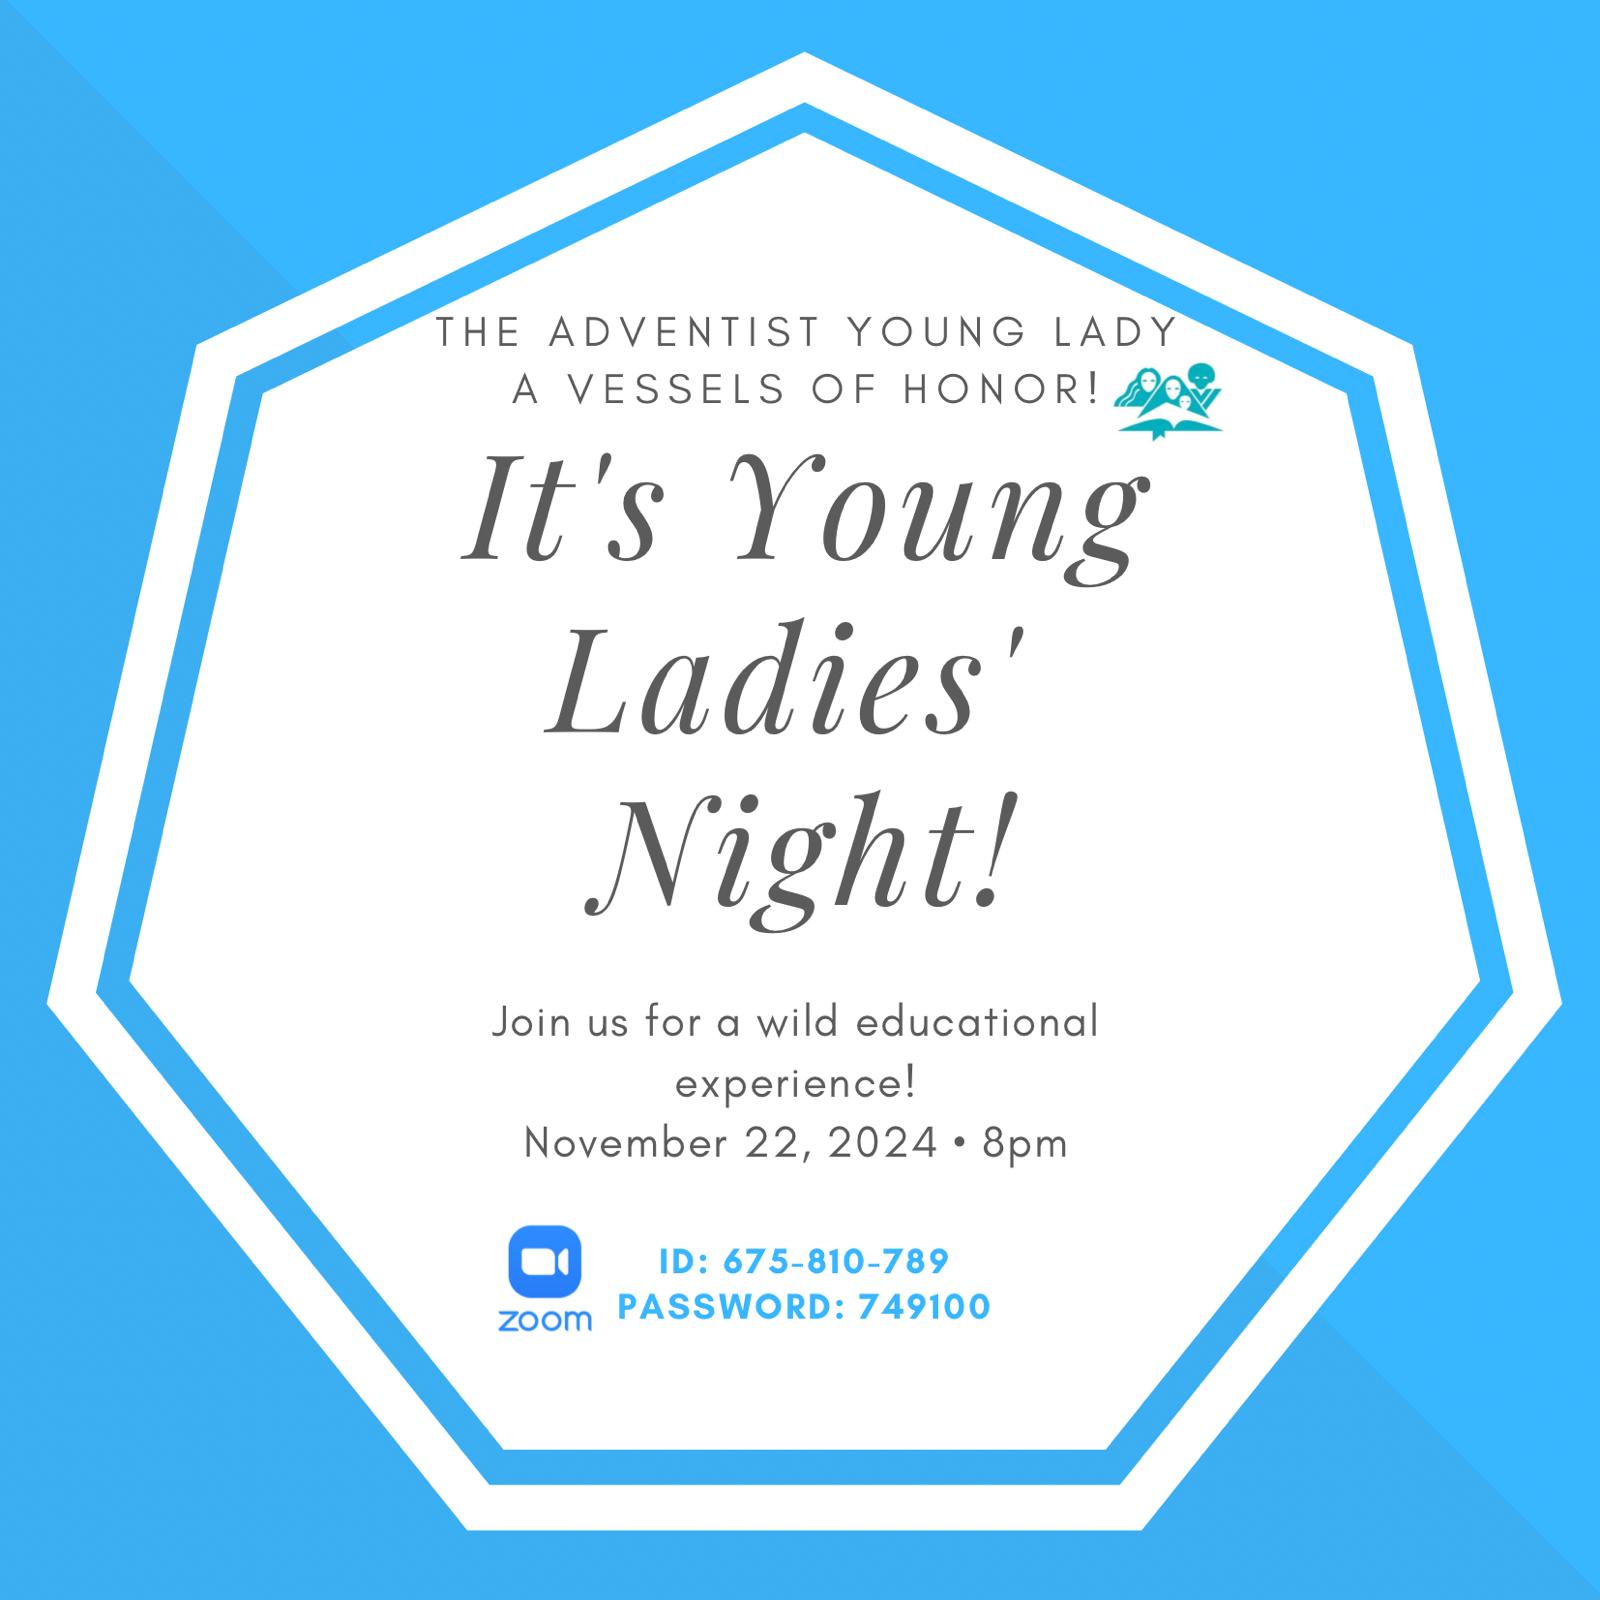 THE ADVENTIST YOUNG LADY
A VESSELS OF HONOR!
It's Young
Ladies'
Night!
Join us for a wild educational
experience!
November 22, 2024 • 8pm
zoom
ID: 675-810-789
PASSWORD: 749100